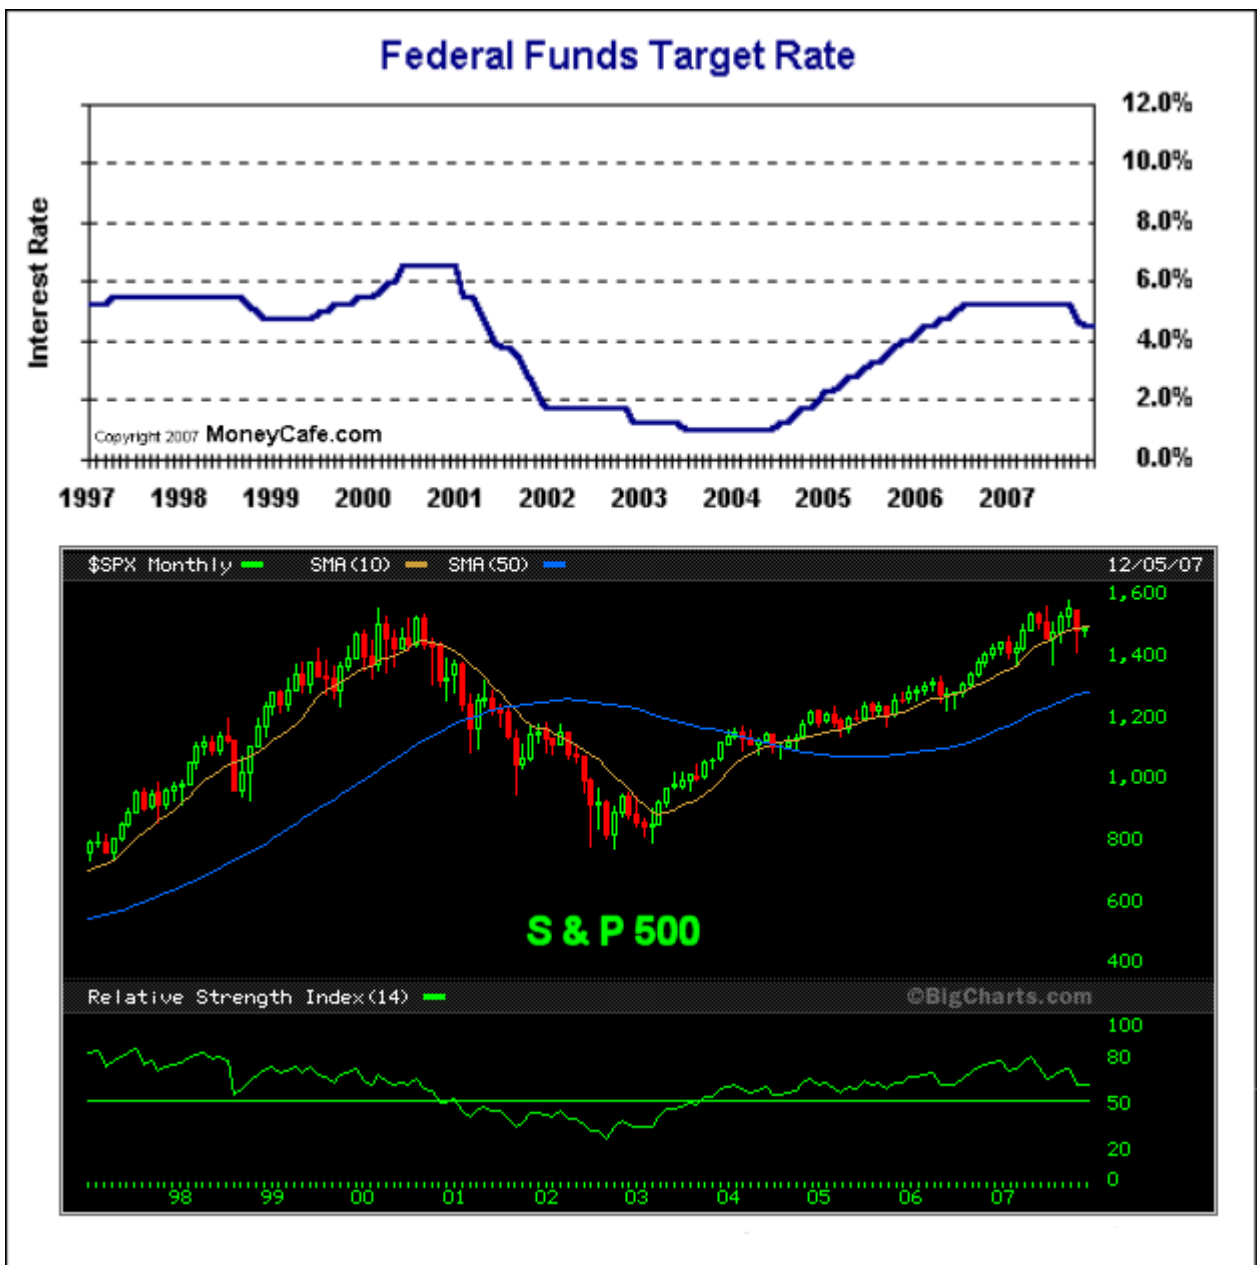 Federal Funds Target Rate
12.0%
10.0%
8.0%
6.0%
4.0%
2.0%
0.0%
Interest Rate
Copyright 2007 MoneyCafe.com
1997 1998 1999 2000 2001 2002 2003 2004 2005 2006 2007
$SPX Monthly SMA(10) SMA(50) 12/05/07
1,600
1,400
1,200
1,000
800
600
400
S & P 500
Relative Strength Index(14) ©BigCharts.com
100
80
50
20
0
98 99 00 01 02 03 04 05 06 07